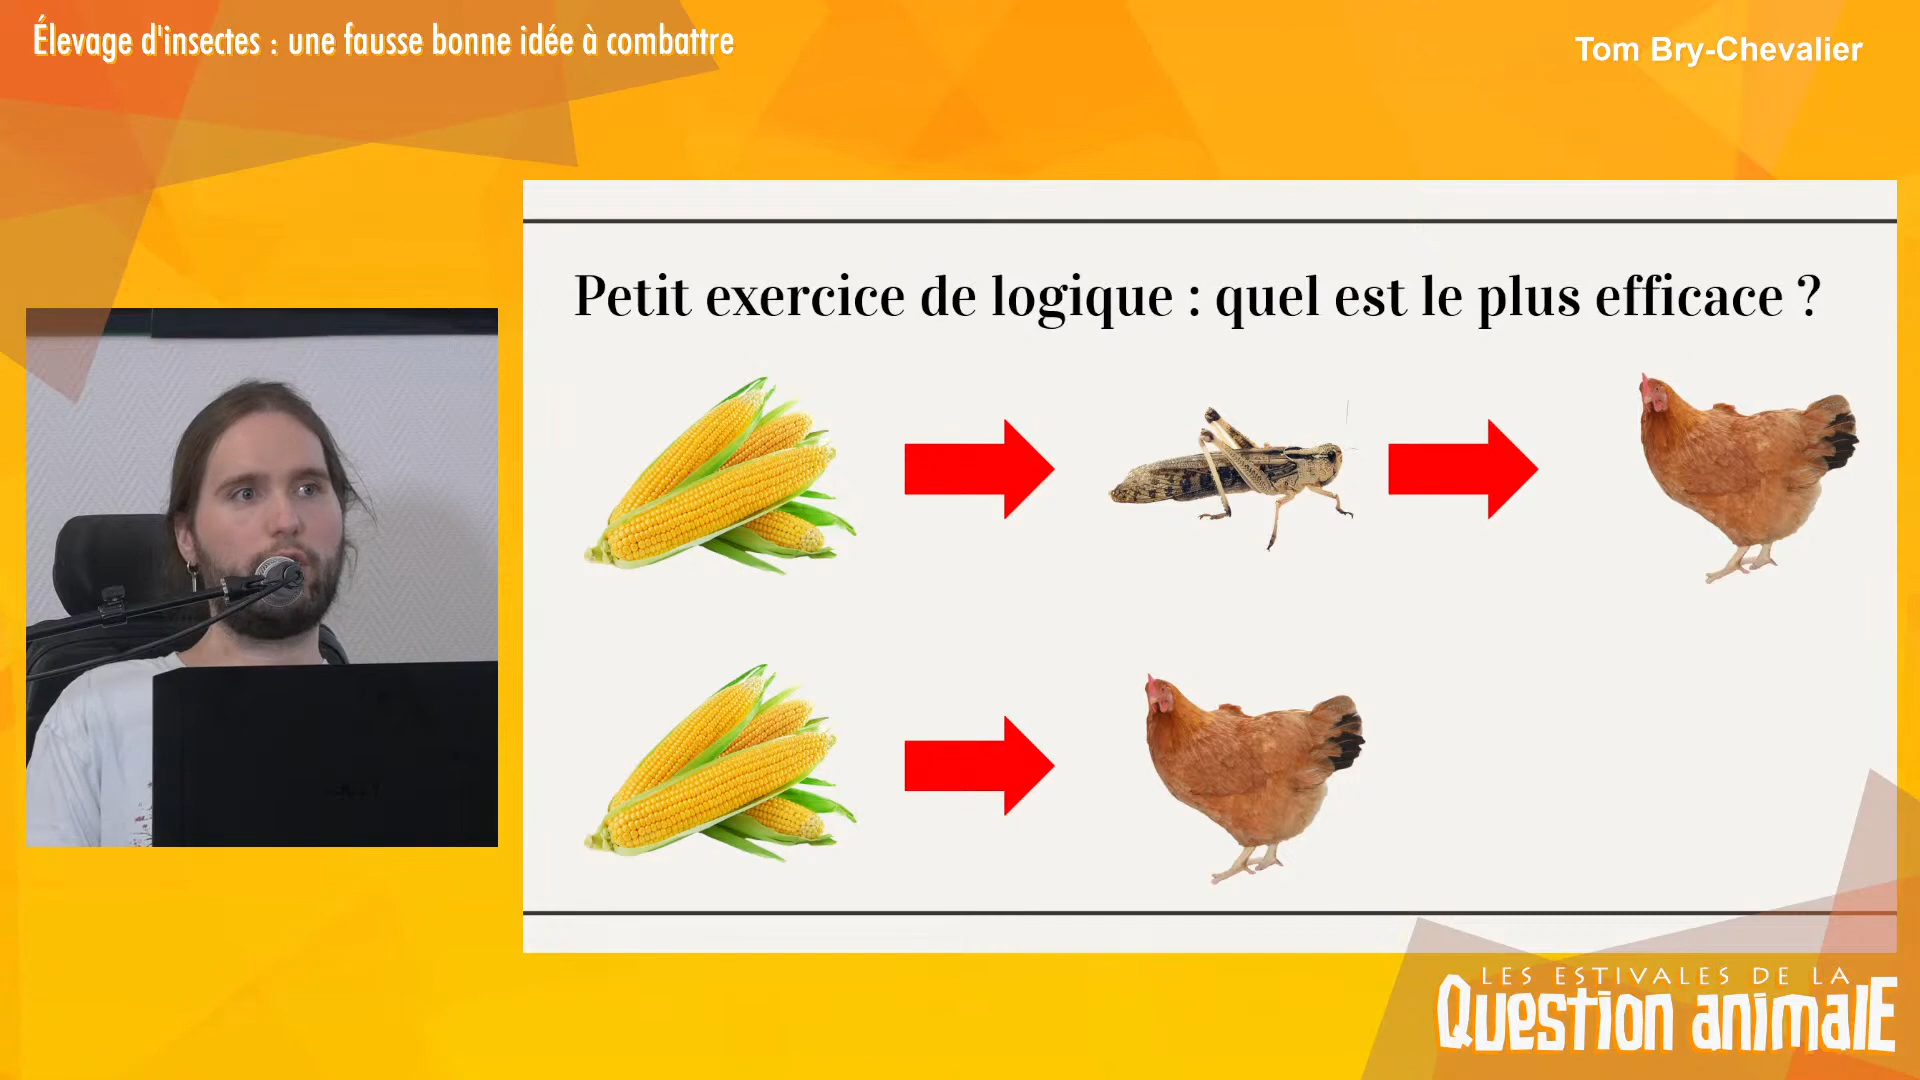 Élevage d'insectes : une fausse bonne idée à combattre
Tom Bry-Chevalier
Petit exercice de logique : quel est le plus efficace ?
LES ESTIVALES DE LA
Question animale